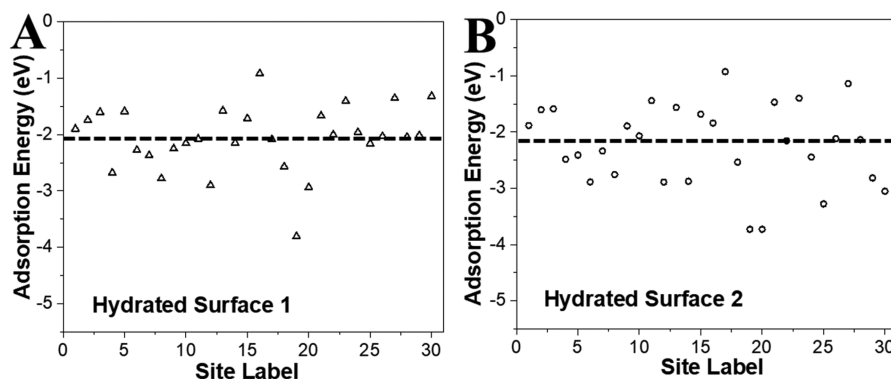 A
Adsorption Energy (eV)
0
-1
-2
-3
-4
-5
Hydrated Surface 1
0 5 10 15 20 25 30
Site Label
B
Adsorption Energy (eV)
0
-1
-2
-3
-4
-5
Hydrated Surface 2
0 5 10 15 20 25 30
Site Label